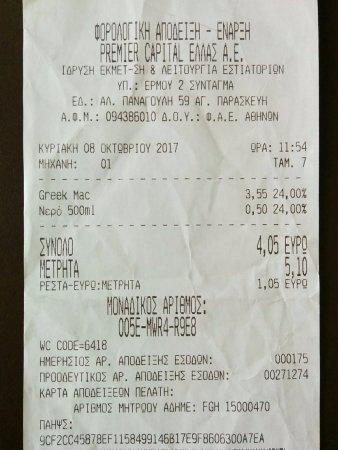 ΦΟΡΟΛΟΓΙΚΗ ΑΠΟΔΕΙΞΗ - ΕΝΑΡΞΗ
PREMIER CAPITAL ΕΛΛΑΣ Α.Ε.
ΙΔΡΥΣΗ ΕΚΜΕΤ-ΣΗ & ΛΕΙΤΟΥΡΓΙΑ ΕΣΤΙΑΤΟΡΙΩΝ
ΥΠ.: ΕΡΜΟΥ 2 ΣΥΝΤΑΓΜΑ
ΕΔ.: ΑΛ. ΠΑΝΑΓΟΥΛΗ 59 ΑΓ. ΠΑΡΑΣΚΕΥΗ
Α.Φ.Μ.: 094386010 Δ.Ο.Υ.: Φ.Α.Ε. ΑΘΗΝΩΝ
ΚΥΡΙΑΚΗ 08 ΟΚΤΩΒΡΙΟΥ 2017 ΩΡΑ: 11:54
ΜΗΧΑΝΗ: 01 ΤΑΜ. 7
Greek Mac 3,55 24,00%
Νερό 500ml 0,50 24,00%
ΣΥΝΟΛΟ 4,05 ΕΥΡΩ
ΜΕΤΡΗΤΑ 5,10
ΡΕΣΤΑ-ΕΥΡΩ:ΜΕΤΡΗΤΑ 1,05 ΕΥΡΩ
ΜΟΝΑΔΙΚΟΣ ΑΡΙΘΜΟΣ:
005E-MWR4-R9E8
WC CODE=6418
ΗΜΕΡΗΣΙΟΣ ΑΡ. ΑΠΟΔΕΙΞΗΣ ΕΣΟΔΩΝ: 000175
ΠΡΟΟΔΕΥΤΙΚΟΣ ΑΡ. ΑΠΟΔΕΙΞΗΣ ΕΣΟΔΩΝ: 00271274
ΚΑΡΤΑ ΑΠΟΔΕΙΞΕΩΝ ΠΕΛΑΤΗ:
ΑΡΙΘΜΟΣ ΜΗΤΡΩΟΥ ΑΔΗΜΕ: FGH 15000470
ΠΑΗΨΣ:
9CF2CC45878EF1158499146B17E9F8606300A7EA